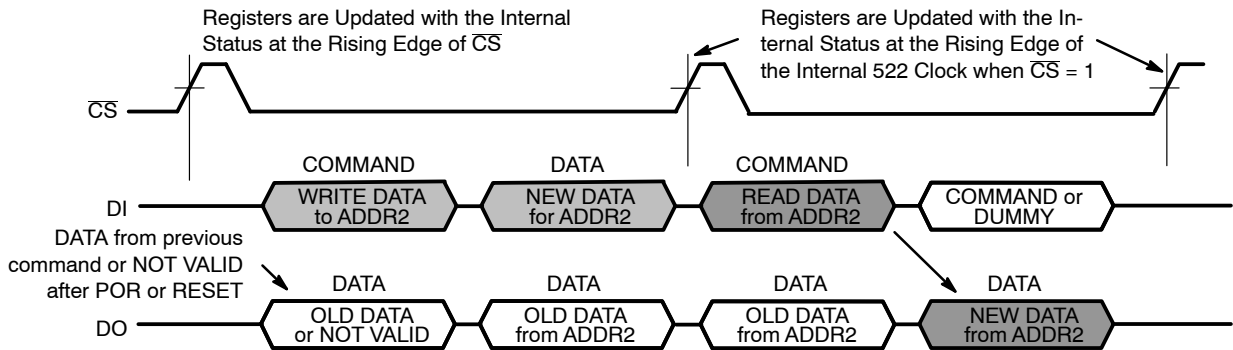 Registers are Updated with the Internal
Status at the Rising Edge of C̅S̅
Registers are Updated with the In-
ternal Status at the Rising Edge of
the Internal 522 Clock when C̅S̅ = 1
C̅S̅
COMMAND
DATA
COMMAND
DI
WRITE DATA
to ADDR2
NEW DATA
for ADDR2
READ DATA
from ADDR2
COMMAND or
DUMMY
DATA from previous
command or NOT VALID
after POR or RESET
DATA
DATA
DATA
DATA
DO
OLD DATA
or NOT VALID
OLD DATA
from ADDR2
OLD DATA
from ADDR2
NEW DATA
from ADDR2